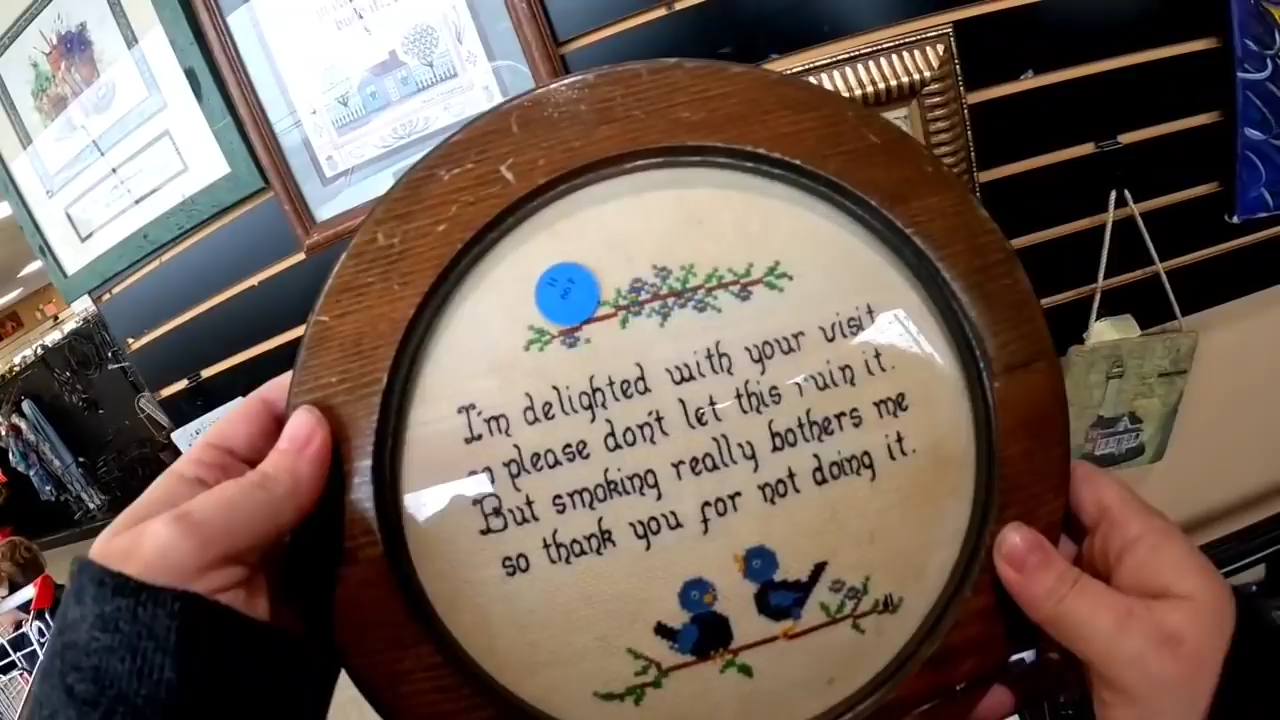 I'm delighted with your visit
so please don't let this ruin it.
But smoking really bothers me
so thank you for not doing it.